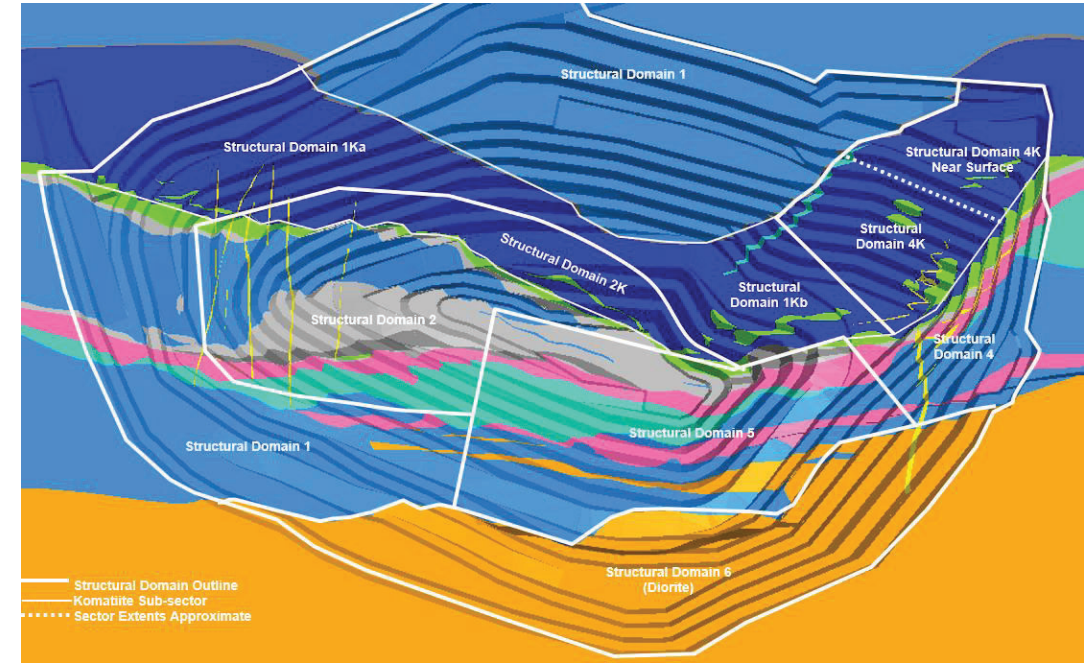 Structural Domain 1
Structural Domain 1Ka
Structural Domain 4K
Near Surface
Structural
Domain 4K
Structural Domain 2K
Structural
Domain 1Kb
Structural Domain 2
Structural
Domain 4
Structural Domain 5
Structural Domain 1
Structural Domain 6
(Diorite)
Structural Domain Outline
Komatiite Sub-sector
Sector Extents Approximate